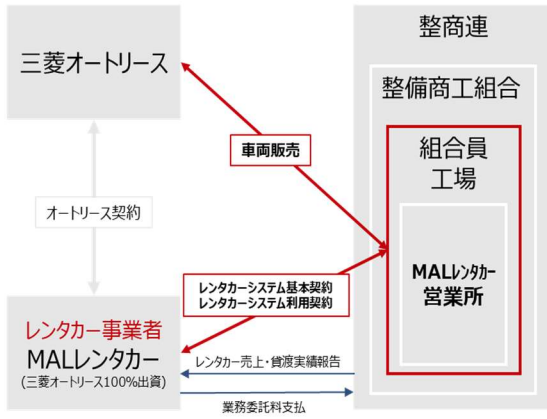 三菱オートリース
整商連
整備商工組合
車両販売
組合員
工場
オートリース契約
MALレンタカー
営業所
レンタカーシステム基本契約
レンタカーシステム利用契約
レンタカー事業者
MALレンタカー
(三菱オートリース100%出資)
レンタカー売上・貸渡実績報告
業務委託料支払